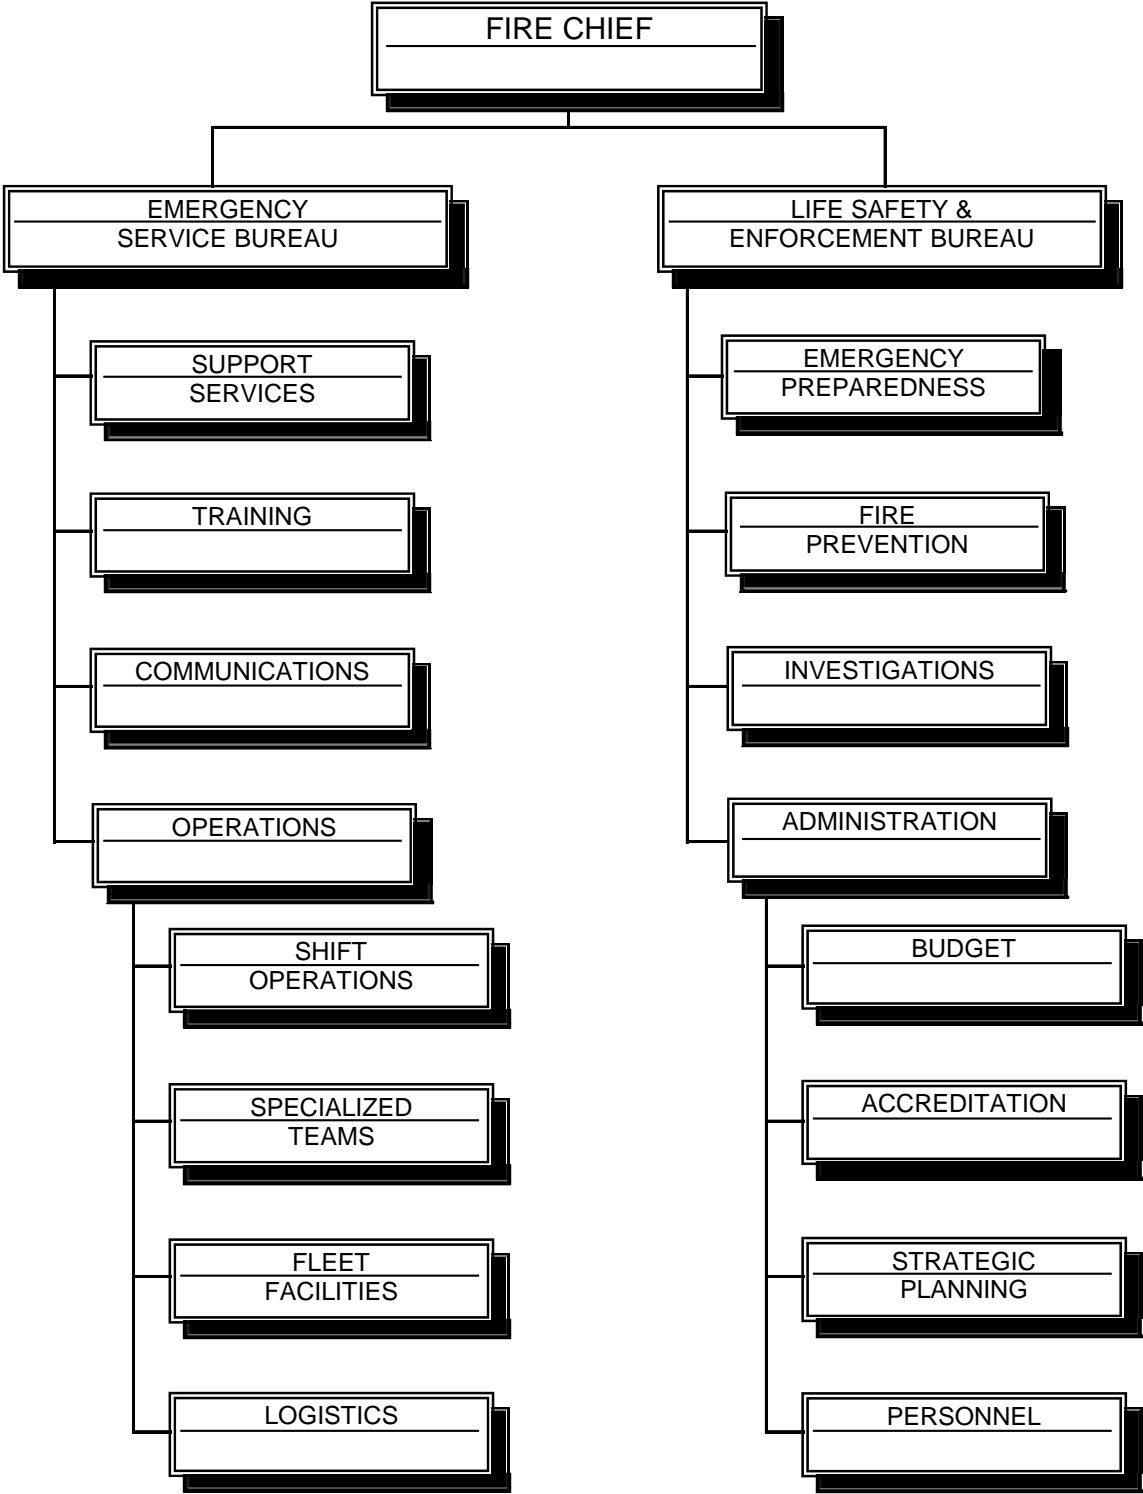 FIRE CHIEF
EMERGENCY
SERVICE BUREAU
SUPPORT
SERVICES
TRAINING
COMMUNICATIONS
OPERATIONS
SHIFT
OPERATIONS
SPECIALIZED
TEAMS
FLEET
FACILITIES
LOGISTICS
LIFE SAFETY &
ENFORCEMENT BUREAU
EMERGENCY
PREPAREDNESS
FIRE
PREVENTION
INVESTIGATIONS
ADMINISTRATION
BUDGET
ACCREDITATION
STRATEGIC
PLANNING
PERSONNEL